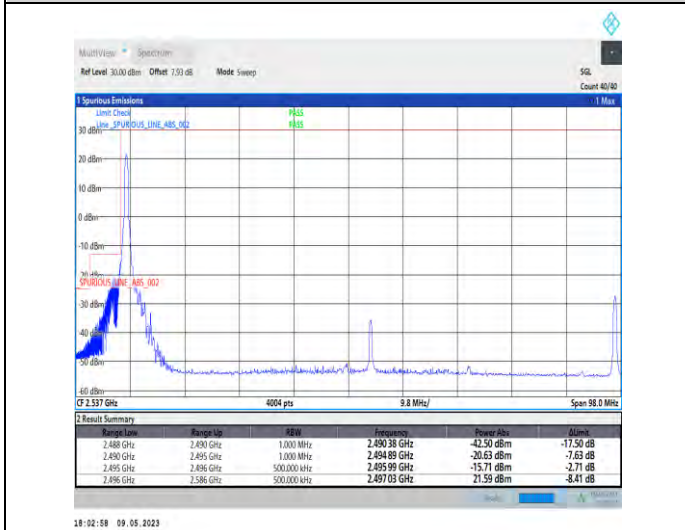 MultiView Spectrum
Ref Level 30.00 dBm Offset 7.93 dB Mode Sweep SGL
Count 40/40
1 Spurious Emissions 1 Max
Limit Check PASS
Line _SPURIOUS_LINE_ABS_002 PASS
30 dBm
20 dBm
10 dBm
0 dBm
-10 dBm
-20 dBm
SPURIOUS_LINE_ABS_002
-30 dBm
-40 dBm
-50 dBm
-60 dBm
CF 2.537 GHz 4004 pts 9.8 MHz/ Span 98.0 MHz
2 Result Summary
Range Low Range Up RBW Frequency Power Abs ΔLimit
2.488 GHz 2.490 GHz 1.000 MHz 2.490 38 GHz -42.50 dBm -17.50 dB
2.490 GHz 2.495 GHz 1.000 MHz 2.494 89 GHz -20.63 dBm -7.63 dB
2.495 GHz 2.496 GHz 500.000 kHz 2.495 99 GHz -15.71 dBm -2.71 dB
2.496 GHz 2.586 GHz 500.000 kHz 2.497 03 GHz 21.59 dBm -8.41 dB
18:02:58 09.05.2023